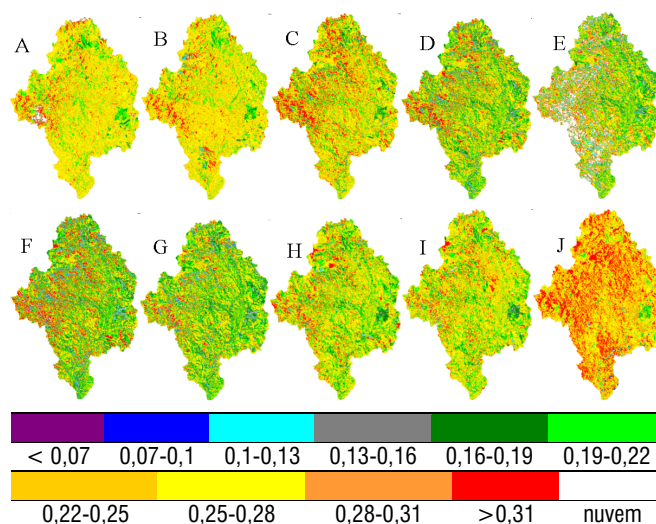 A B C D E
F G H I J
< 0,07 0,07-0,1 0,1-0,13 0,13-0,16 0,16-0,19 0,19-0,22
0,22-0,25 0,25-0,28 0,28-0,31 >0,31 nuvem